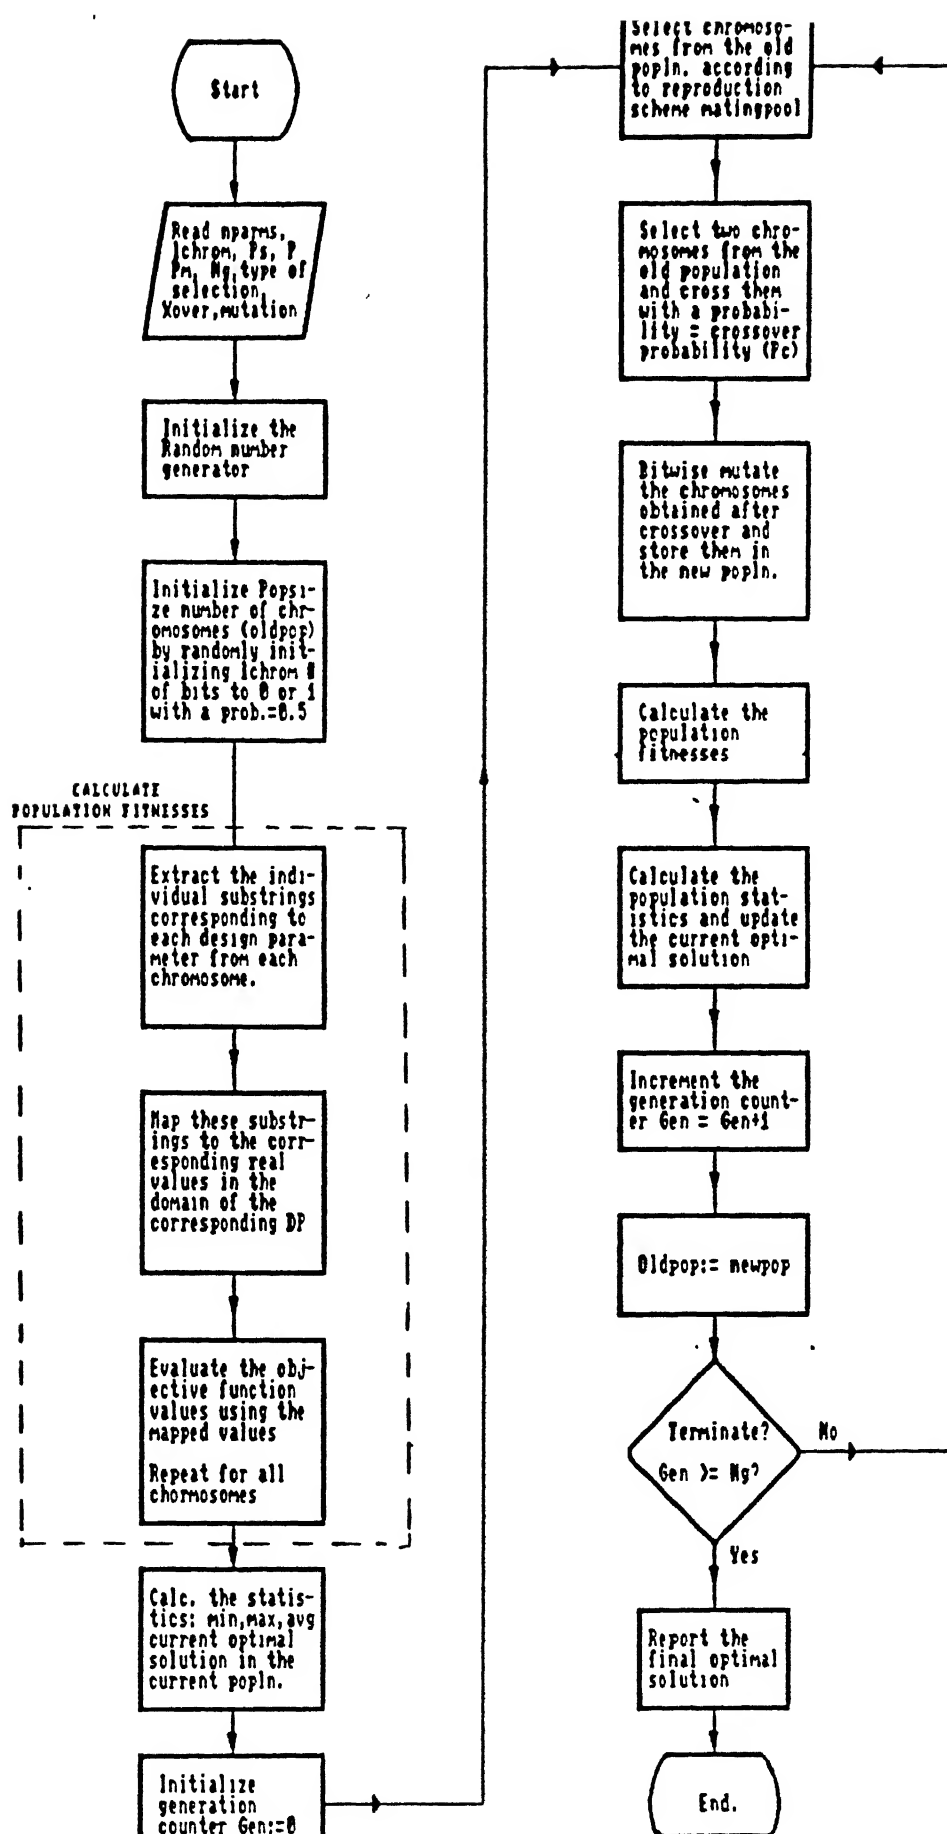 Start
Read nparms,
lchrom, Ps, P
Pm, Ng, type of
selection,
Xover, mutation
Initialize the
Random number
generator
Initialize Popsi-
ze number of chr-
omosomes (oldpop)
by randomly init-
ializing lchrom #
of bits to 0 or 1
with a prob.=0.5
CALCULATE
POPULATION FITNESSES
Extract the indi-
vidual substrings
corresponding to
each design para-
meter from each
chromosome.
Map these substr-
ings to the corr-
esponding real
values in the
domain of the
corresponding DP
Evaluate the obj-
ective function
values using the
mapped values
Repeat for all
chormosomes
Calc. the statis-
tics: min,max,avg
current optimal
solution in the
current popln.
Initialize
generation
counter Gen:=0
Select chromoso-
mes from the old
popln. according
to reproduction
scheme matingpool
Select two chro-
mosomes from the
old population
and cross them
with a probabi-
lity = crossover
probability (Pc)
Bitwise mutate
the chromosomes
obtained after
crossover and
store them in
the new popln.
Calculate the
population
fitnesses
Calculate the
population stat-
istics and update
the current opti-
mal solution
Increment the
generation count-
er Gen = Gen+1
Oldpop:= newpop
Terminate?
Gen >= Ng?
No
Yes
Report the
final optimal
solution
End.